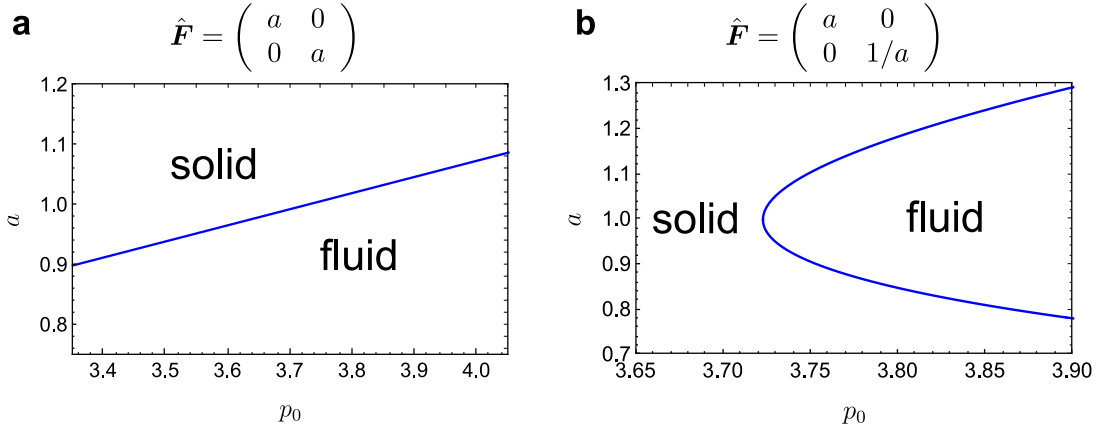 a
F̂ = ( a 0
0 a )
1.2
1.1
1.0
0.9
0.8
a
solid
fluid
3.4 3.5 3.6 3.7 3.8 3.9 4.0
p₀
b
F̂ = ( a 0
0 1/a )
1.3
1.2
1.1
1.0
0.9
0.8
0.7
a
solid
fluid
3.65 3.70 3.75 3.80 3.85 3.90
p₀